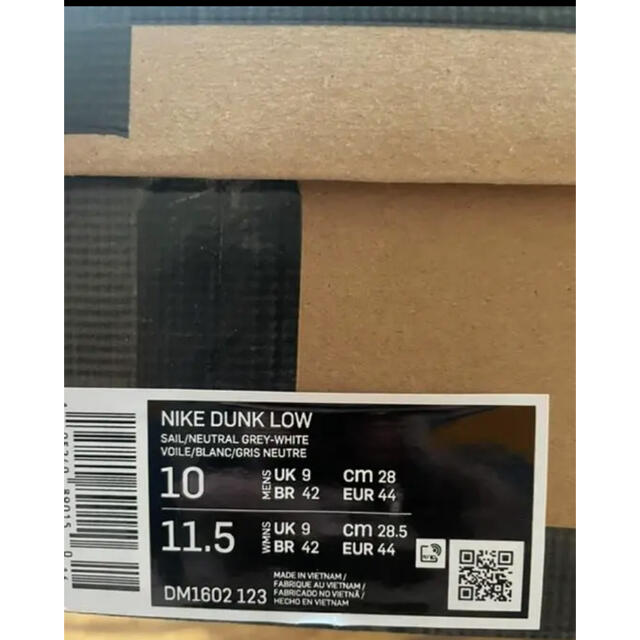 NIKE DUNK LOW
SAIL/NEUTRAL GREY-WHITE
VOILE/BLANC/GRIS NEUTRE
10 MENS UK 9 cm 28
BR 42 EUR 44
11.5 WMNS UK 9 cm 28.5
BR 42 EUR 44
MADE IN VIETNAM /
FABRIQUE AU VIETNAM /
FABRICADO NO VIETNÃ /
HECHO EN VIETNAM
DM1602 123